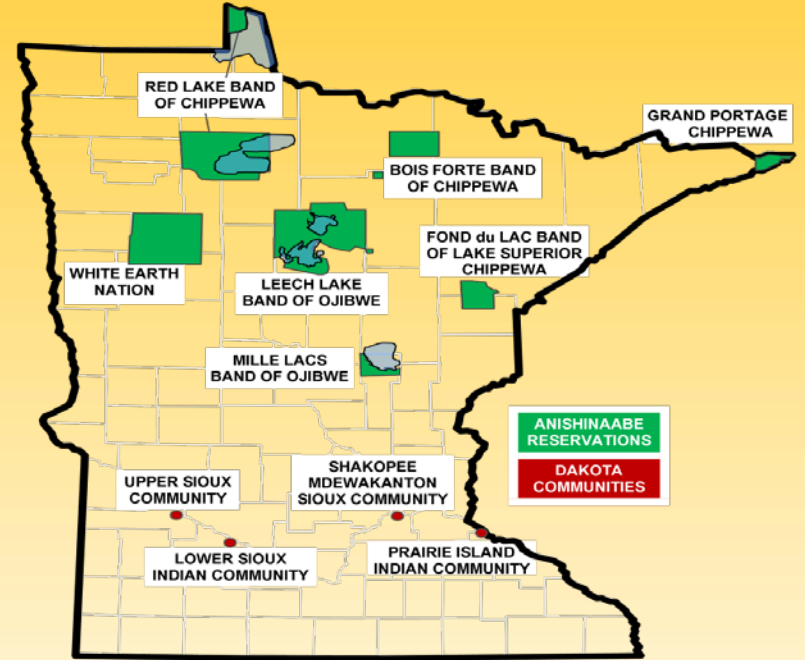 RED LAKE BAND
OF CHIPPEWA
GRAND PORTAGE
CHIPPEWA
BOIS FORTE BAND
OF CHIPPEWA
FOND du LAC BAND
OF LAKE SUPERIOR
CHIPPEWA
WHITE EARTH
NATION
LEECH LAKE
BAND OF OJIBWE
MILLE LACS
BAND OF OJIBWE
ANISHINAABE
RESERVATIONS
DAKOTA
COMMUNITIES
UPPER SIOUX
COMMUNITY
SHAKOPEE
MDEWAKANTON
SIOUX COMMUNITY
LOWER SIOUX
INDIAN COMMUNITY
PRAIRIE ISLAND
INDIAN COMMUNITY